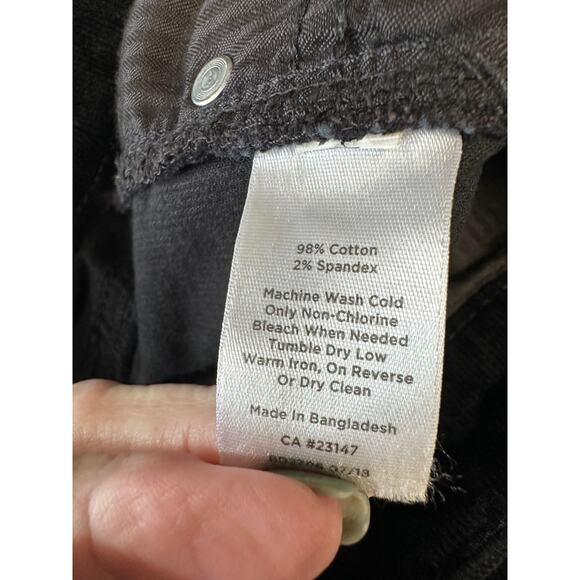 98% Cotton
2% Spandex
Machine Wash Cold
Only Non-Chlorine
Bleach When Needed
Tumble Dry Low
Warm Iron, On Reverse
Or Dry Clean
Made In Bangladesh
CA #23147